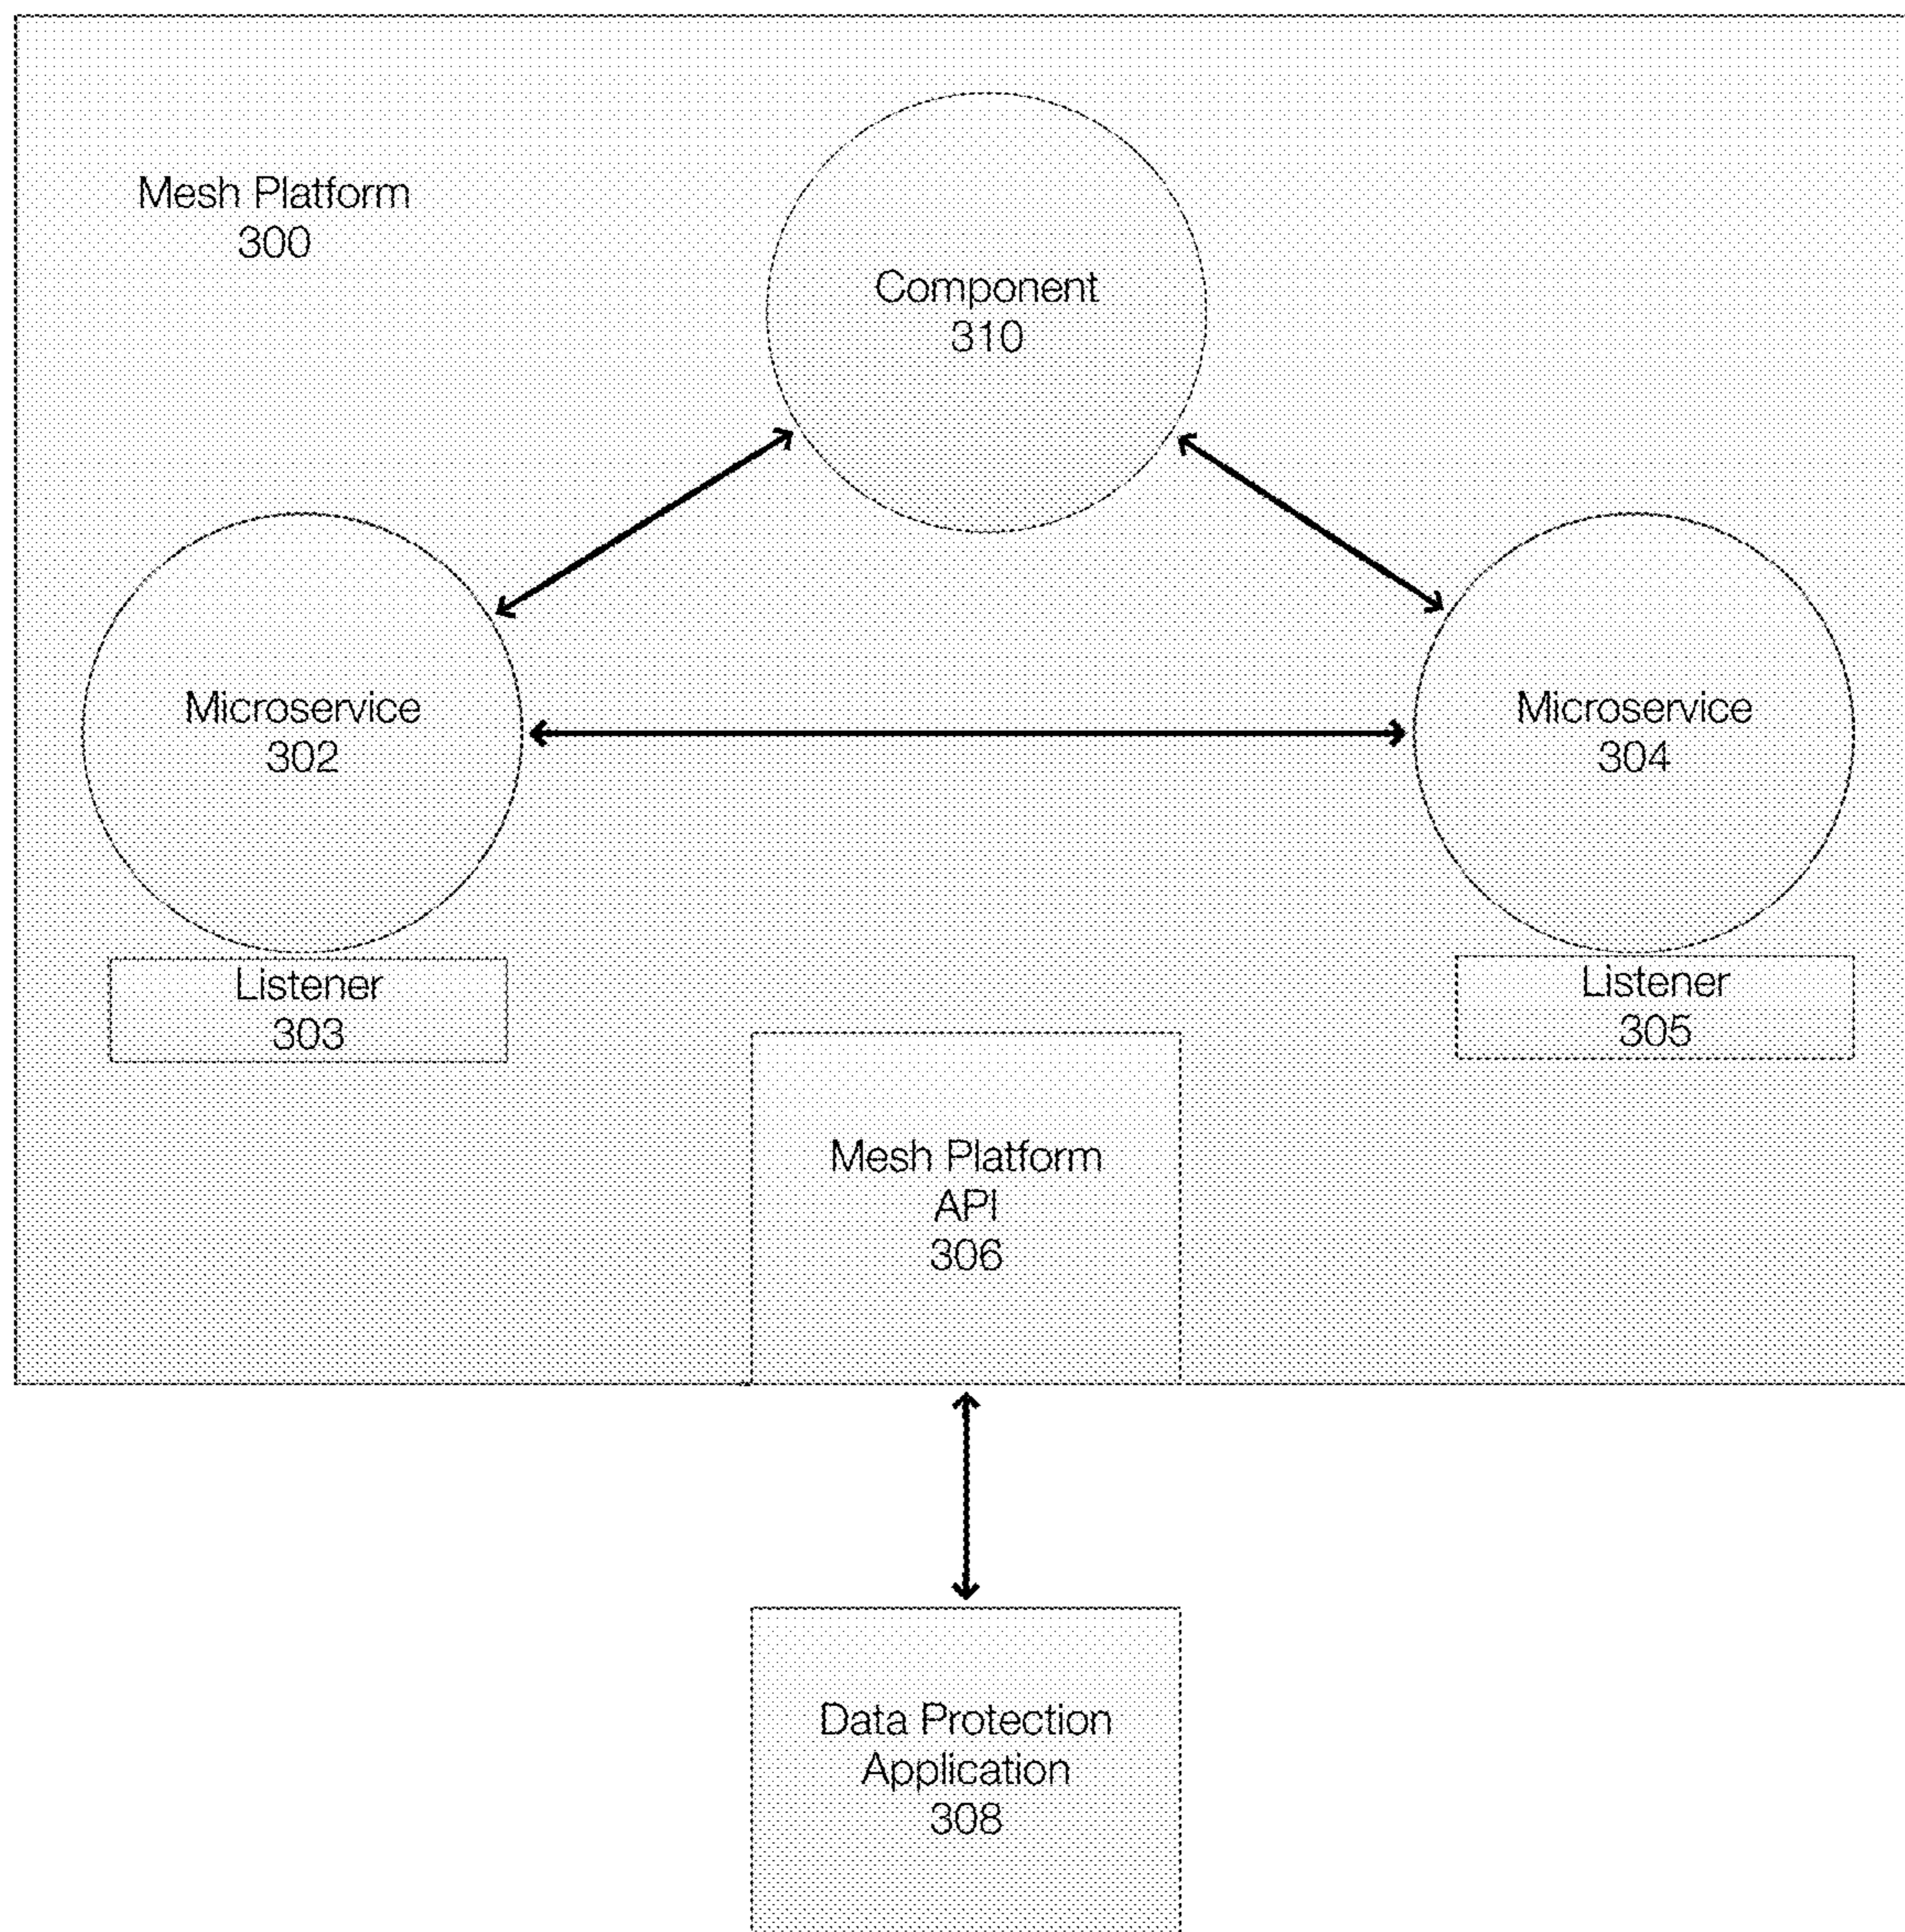 Mesh Platform
300
Component
310
Microservice
302
Microservice
304
Listener
303
Listener
305
Mesh Platform
API
306
Data Protection
Application
308